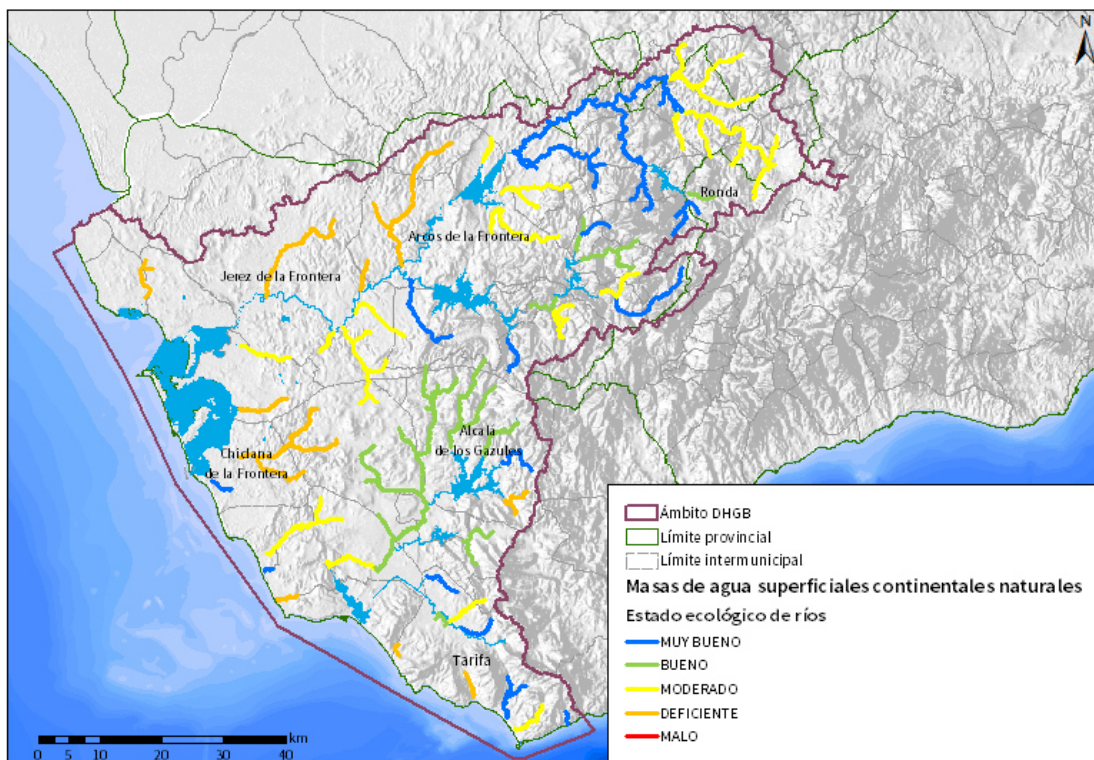 N
Ronda
Arcos de la Frontera
Jerez de la Frontera
Alcala
de los Gazules
Chiclana
de la Frontera
Tarifa
km
0 5 10 20 30 40
Ámbito DHGB
Límite provincial
Límite intermunicipal
Masas de agua superficiales continentales naturales
Estado ecológico de ríos
MUY BUENO
BUENO
MODERADO
DEFICIENTE
MALO